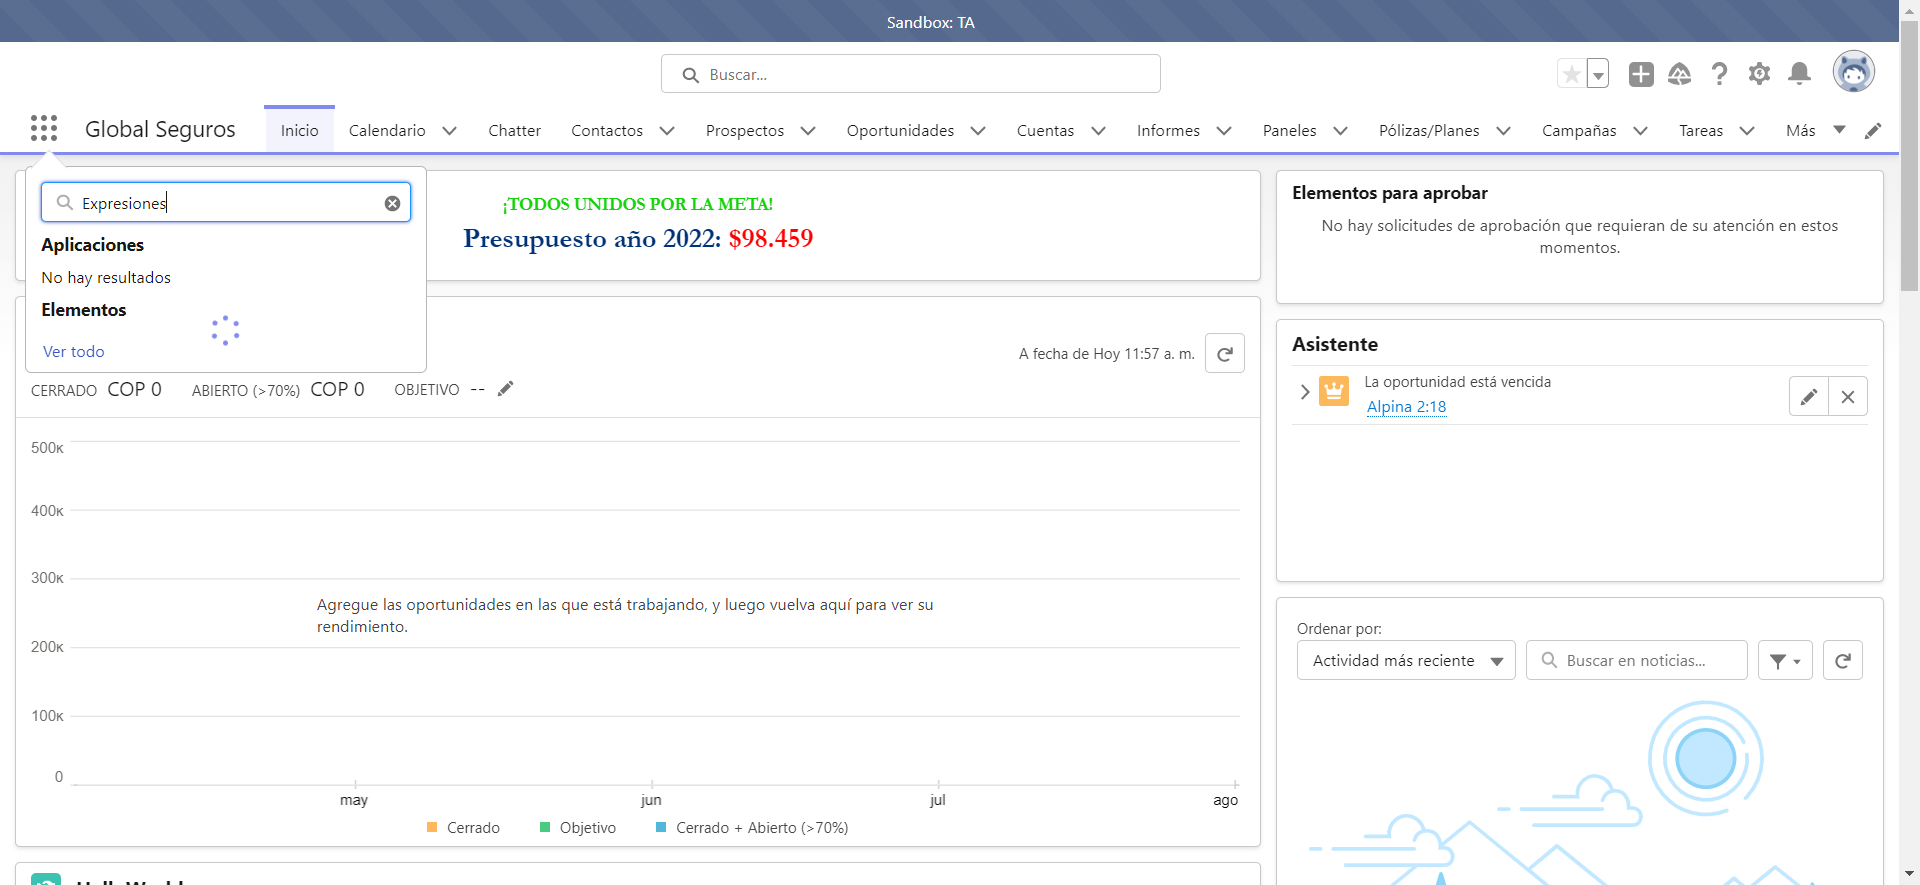 Sandbox: TA
Buscar...
Global Seguros
Inicio
Calendario
Chatter
Contactos
Prospectos
Oportunidades
Cuentas
Informes
Paneles
Pólizas/Planes
Campañas
Tareas
Más
Expresiones
Aplicaciones
No hay resultados
Elementos
Ver todo
¡TODOS UNIDOS POR LA META!
Presupuesto año 2022: $98.459
A fecha de Hoy 11:57 a. m.
CERRADO COP 0 ABIERTO (>70%) COP 0 OBJETIVO --
500K
400K
300K
200K
100K
0
Agregue las oportunidades en las que está trabajando, y luego vuelva aquí para ver su
rendimiento.
may jun jul ago
Cerrado Objetivo Cerrado + Abierto (>70%)
Elementos para aprobar
No hay solicitudes de aprobación que requieran de su atención en estos
momentos.
Asistente
La oportunidad está vencida
Alpina 2:18
Ordenar por:
Actividad más reciente
Buscar en noticias...